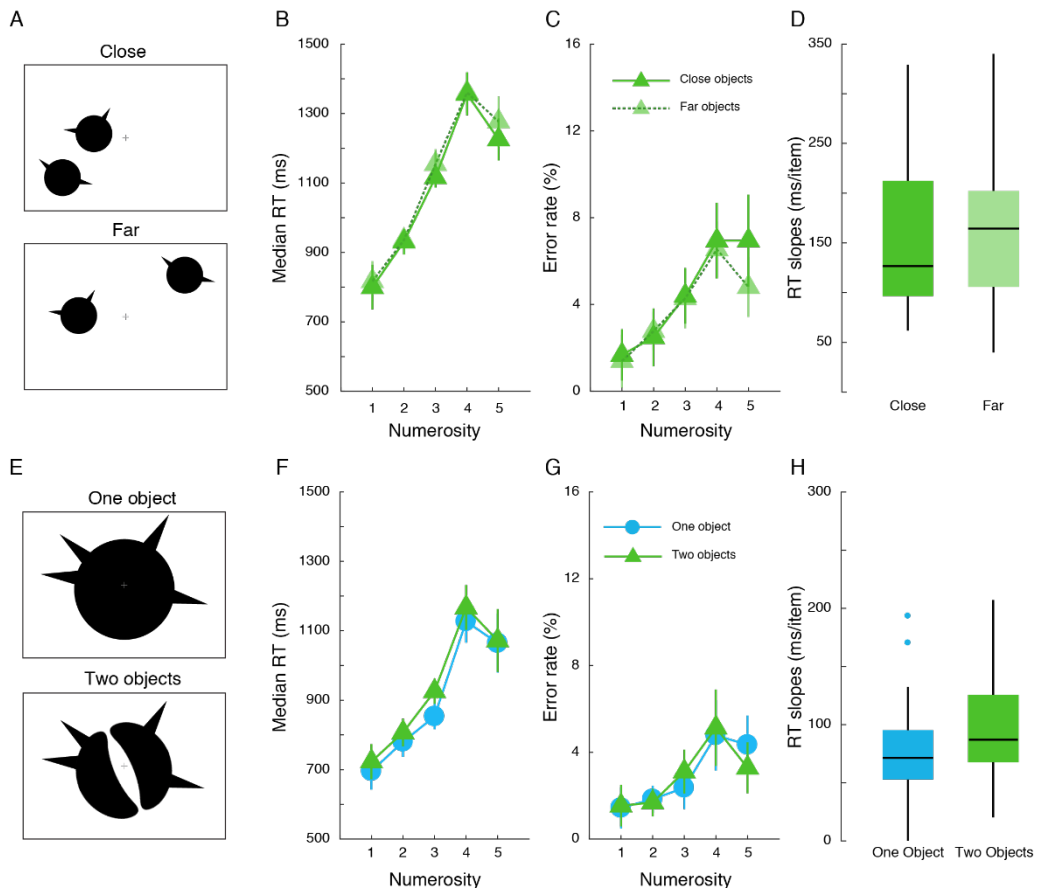 A
Close
Far
B
1500
1300
1100
900
700
500
Median RT (ms)
1 2 3 4 5
Numerosity
C
16
12
8
4
0
Error rate (%)
Close objects
Far objects
1 2 3 4 5
Numerosity
D
350
250
150
50
RT slopes (ms/item)
Close Far
E
One object
Two objects
F
1500
1300
1100
900
700
500
Median RT (ms)
1 2 3 4 5
Numerosity
G
16
12
8
4
0
Error rate (%)
One object
Two objects
1 2 3 4 5
Numerosity
H
300
200
100
0
RT slopes (ms/item)
One Object Two Objects